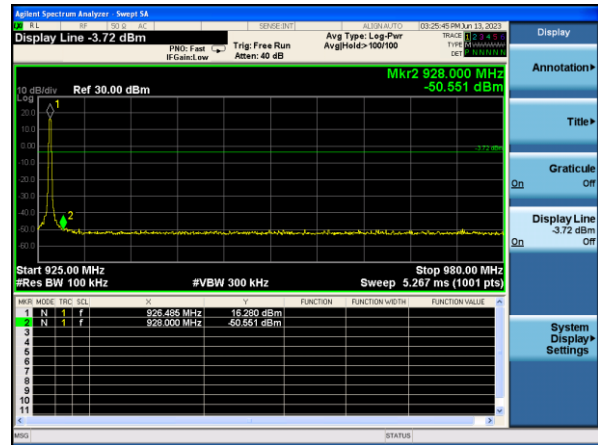 Agilent Spectrum Analyzer - Swept SA
RL RF 50 Ω AC SENSE:INT ALIGN AUTO 03:25:45 PM Jun 13, 2023
Display Line -3.72 dBm
PNO: Fast
IFGain:Low
Trig: Free Run
Atten: 40 dB
Avg Type: Log-Pwr
Avg|Hold>100/100
TRACE 1 2 3 4 5 6
TYPE
DET P N N N N N
Mkr2 928.000 MHz
-50.551 dBm
10 dB/div Ref 30.00 dBm
Log
1
20.0
10.0
0.00
-3.72 dBm
-10.0
-20.0
-30.0
-40.0
2
-50.0
-60.0
Start 925.00 MHz Stop 980.00 MHz
#Res BW 100 kHz #VBW 300 kHz Sweep 5.267 ms (1001 pts)
MKR MODE TRC SCL X Y FUNCTION FUNCTION WIDTH FUNCTION VALUE
1 N 1 f 926.485 MHz 16.280 dBm
2 N 1 f 928.000 MHz -50.551 dBm
3
4
5
6
7
8
9
10
11
MSG STATUS
Display
Annotation
Title
Graticule
On Off
Display Line
-3.72 dBm
On Off
System
Display
Settings